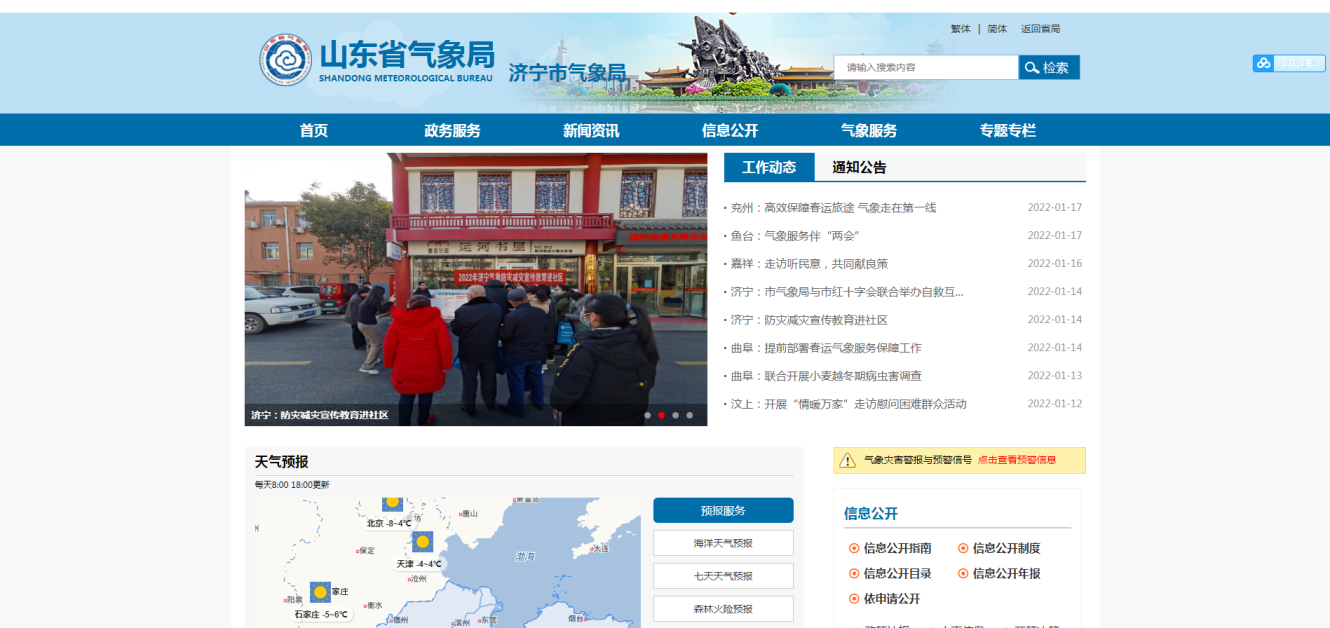 繁体 | 简体 返回省局
山东省气象局
SHANDONG METEOROLOGICAL BUREAU
济宁市气象局
请输入搜索内容
检索
首页 政务服务 新闻资讯 信息公开 气象服务 专题专栏
运河书屋
2022年济宁气象防灾减灾宣传教育进社区
济宁：防灾减灾宣传教育进社区
工作动态 通知公告
· 兖州：高效保障春运旅途 气象走在第一线 2022-01-17
· 鱼台：气象服务伴“两会” 2022-01-17
· 嘉祥：走访听民意，共同献良策 2022-01-16
· 济宁：市气象局与市红十字会联合举办自救互... 2022-01-14
· 济宁：防灾减灾宣传教育进社区 2022-01-14
· 曲阜：提前部署春运气象服务保障工作 2022-01-14
· 曲阜：联合开展小麦越冬期病虫害调查 2022-01-13
· 汶上：开展“情暖万家”走访慰问困难群众活动 2022-01-12
天气预报
每天8:00 18:00更新
唐山
北京 -8~4℃
保定
天津 -4~4℃
渤海
大连
沧州
家庄
阳泉
石家庄 -5~6℃
衡水
德州
滨州
东营
烟台
预报服务
海洋天气预报
七天天气预报
森林火险预报
气象灾害警报与预警信号 点击查看预警信息
信息公开
信息公开指南 信息公开制度
信息公开目录 信息公开年报
依申请公开